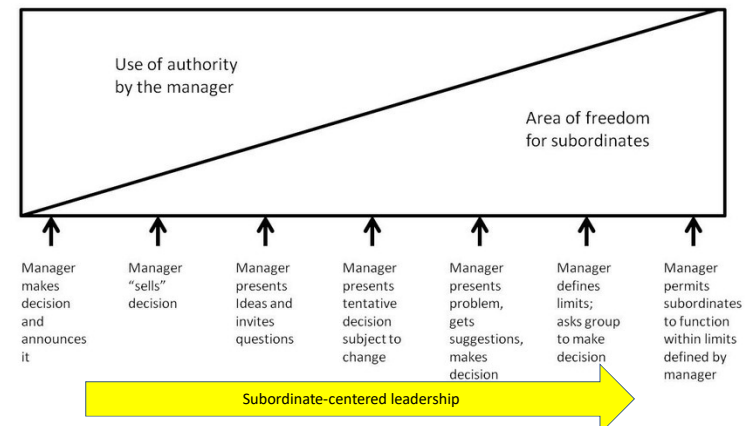 Use of authority
by the manager
Area of freedom
for subordinates
Manager
makes
decision
and
announces
it
Manager
“sells”
decision
Manager
presents
Ideas and
invites
questions
Manager
presents
tentative
decision
subject to
change
Manager
presents
problem,
gets
suggestions,
makes
decision
Manager
defines
limits;
asks group
to make
decision
Manager
permits
subordinates
to function
within limits
defined by
manager
Subordinate-centered leadership